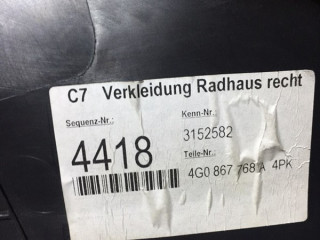 C7 Verkleidung Radhaus recht
Sequenz-Nr.: Kenn-Nr.:
4418 3152582
Teile-Nr.:
4G0 867 768 A 4PK